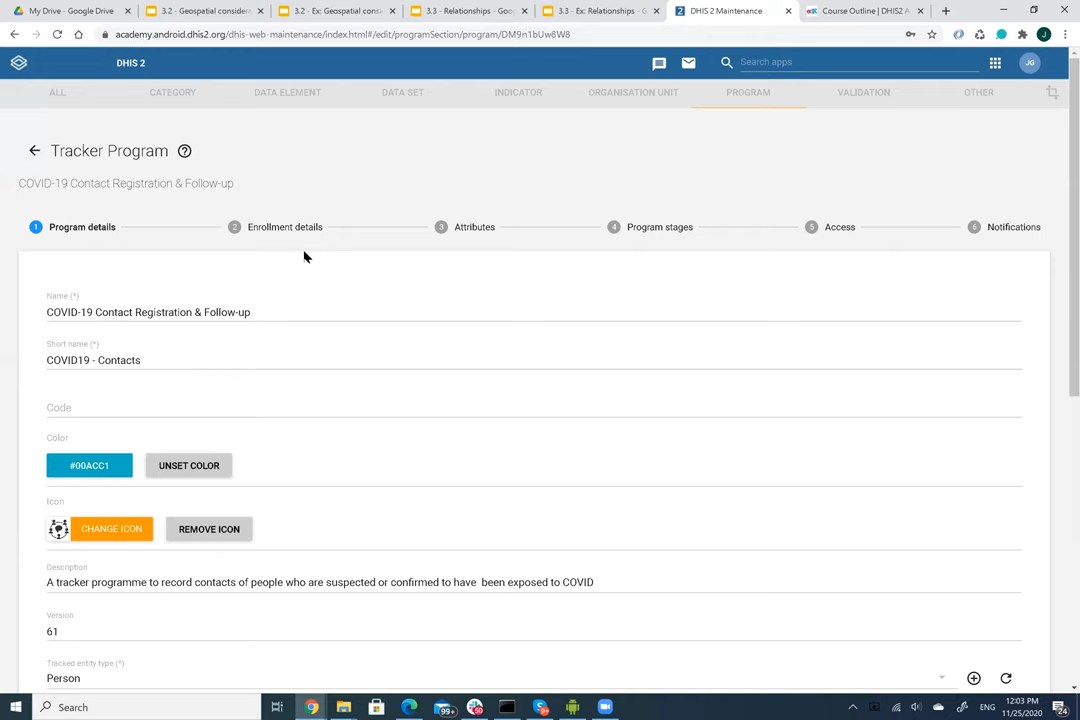 My Drive - Google Drive
3.2 - Geospatial consider
3.2 - Ex: Geospatial consi
3.3 - Relationships - Goog
3.3 - Ex: Relationships - G
DHIS 2 Maintenance
Course Outline | DHIS2 A
academy.android.dhis2.org/dhis-web-maintenance/index.html#/edit/programSection/program/DM9n1bUw8W8
J
DHIS 2
Search apps
JG
ALL
CATEGORY
DATA ELEMENT
DATA SET
INDICATOR
ORGANISATION UNIT
PROGRAM
VALIDATION
OTHER
Tracker Program
COVID-19 Contact Registration & Follow-up
1 Program details
2 Enrollment details
3 Attributes
4 Program stages
5 Access
6 Notifications
Name (*)
COVID-19 Contact Registration & Follow-up
Short name (*)
COVID19 - Contacts
Code
Color
#00ACC1
UNSET COLOR
Icon
CHANGE ICON
REMOVE ICON
Description
A tracker programme to record contacts of people who are suspected or confirmed to have been exposed to COVID
Version
61
Tracked entity type (*)
Person
Search
99+
ENG
12:03 PM
11/25/2020
24